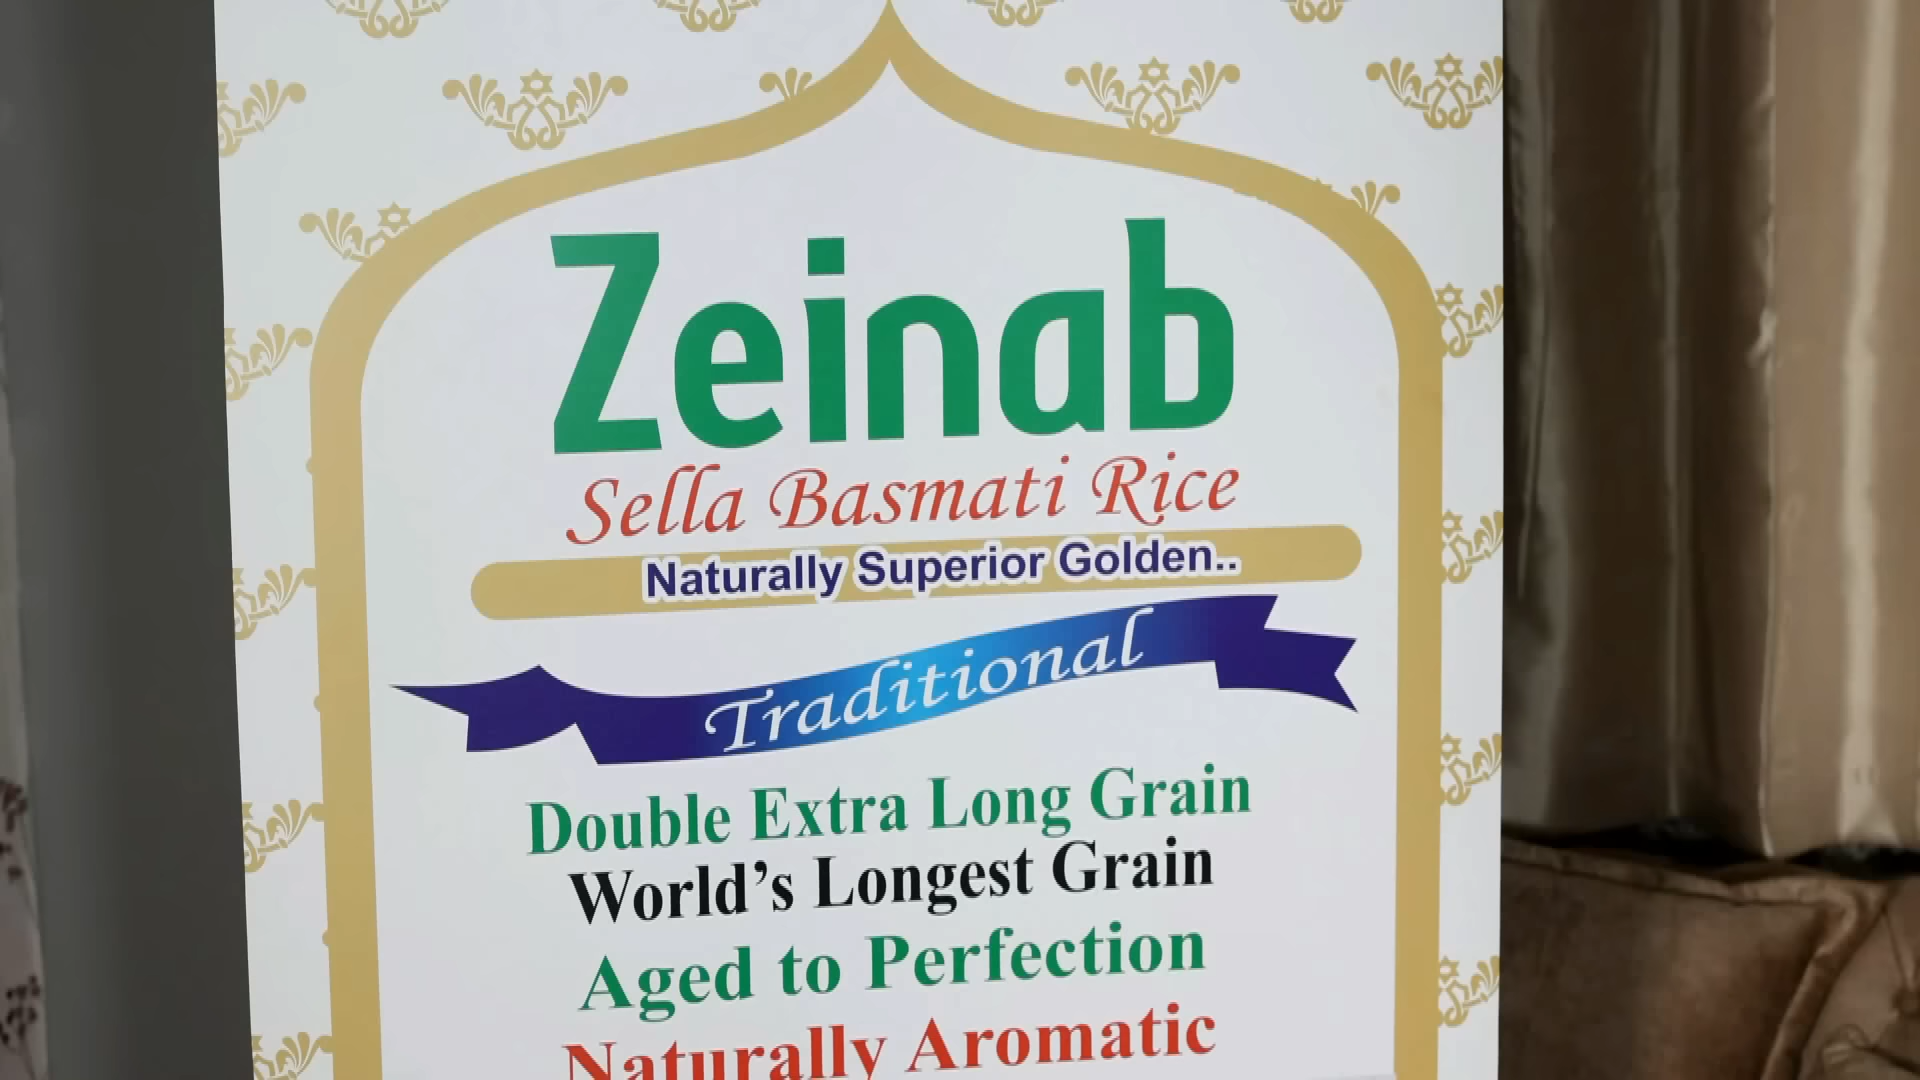 Zeinab
Sella Basmati Rice
Naturally Superior Golden..
Traditional
Double Extra Long Grain
World's Longest Grain
Aged to Perfection
Naturally Aromatic